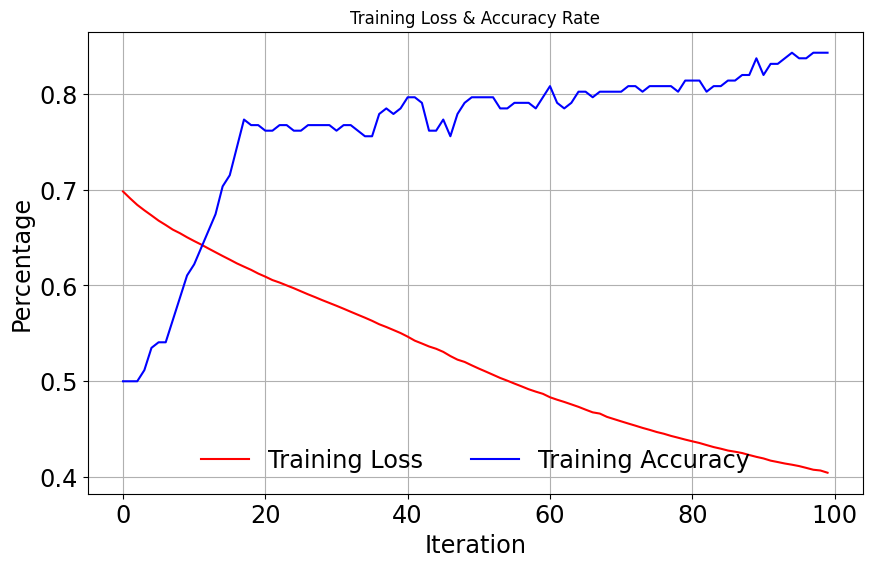 Training Loss & Accuracy Rate
0.8
0.7
0.6
0.5
0.4
Percentage
Training Loss
Training Accuracy
0
20
40
60
80
100
Iteration